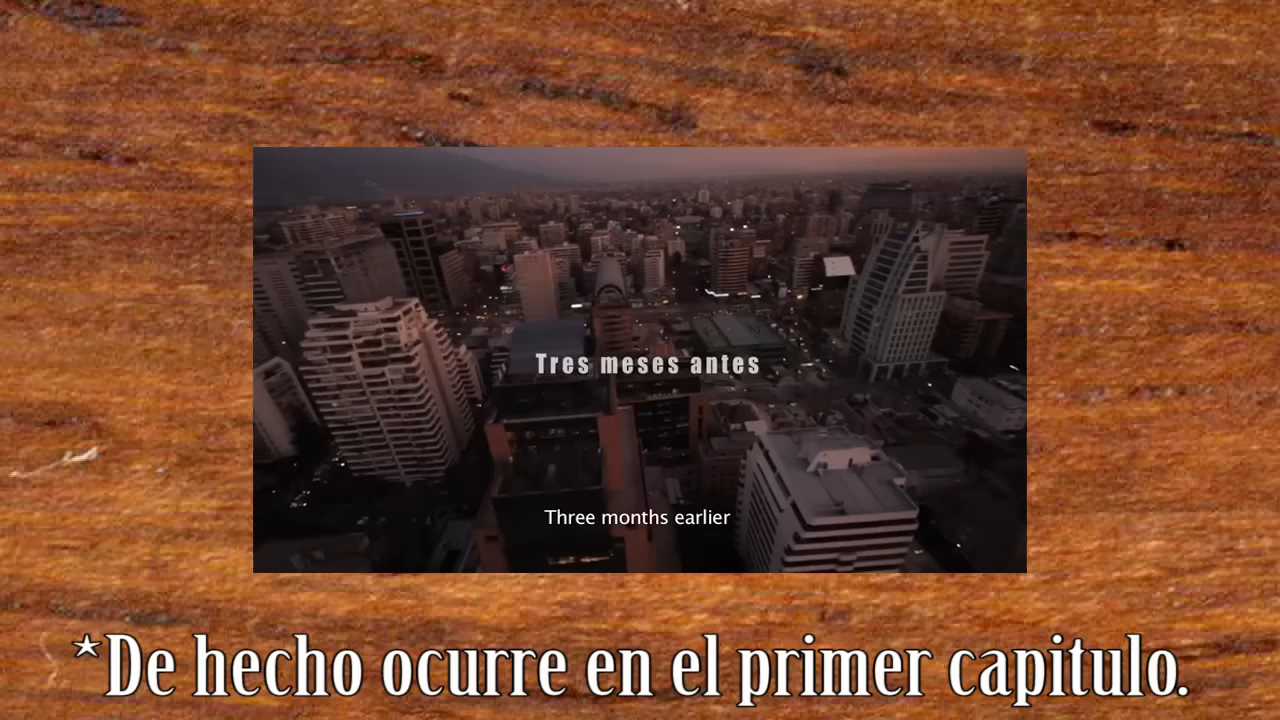 Tres meses antes
Three months earlier
*De hecho ocurre en el primer capitulo.